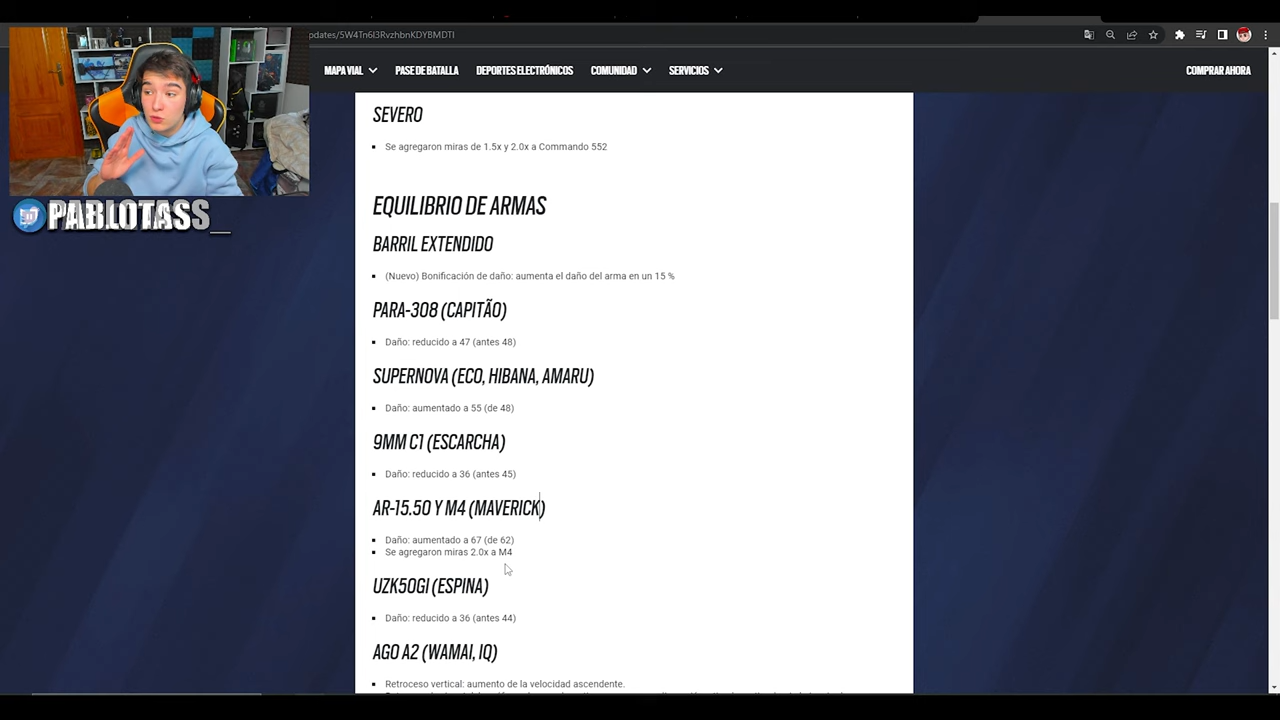 pdates/5W4Tn6I3RvzhbnKDYBMDTI
MAPA VIAL
PASE DE BATALLA
DEPORTES ELECTRÓNICOS
COMUNIDAD
SERVICIOS
COMPRAR AHORA
SEVERO
Se agregaron miras de 1.5x y 2.0x a Commando 552
PABLOTASS_
EQUILIBRIO DE ARMAS
BARRIL EXTENDIDO
(Nuevo) Bonificación de daño: aumenta el daño del arma en un 15 %
PARA-308 (CAPITÃO)
Daño: reducido a 47 (antes 48)
SUPERNOVA (ECO, HIBANA, AMARU)
Daño: aumentado a 55 (de 48)
9MM C1 (ESCARCHA)
Daño: reducido a 36 (antes 45)
AR-15.50 Y M4 (MAVERICK)
Daño: aumentado a 67 (de 62)
Se agregaron miras 2.0x a M4
UZK50GI (ESPINA)
Daño: reducido a 36 (antes 44)
AGO A2 (WAMAI, IQ)
Retroceso vertical: aumento de la velocidad ascendente.